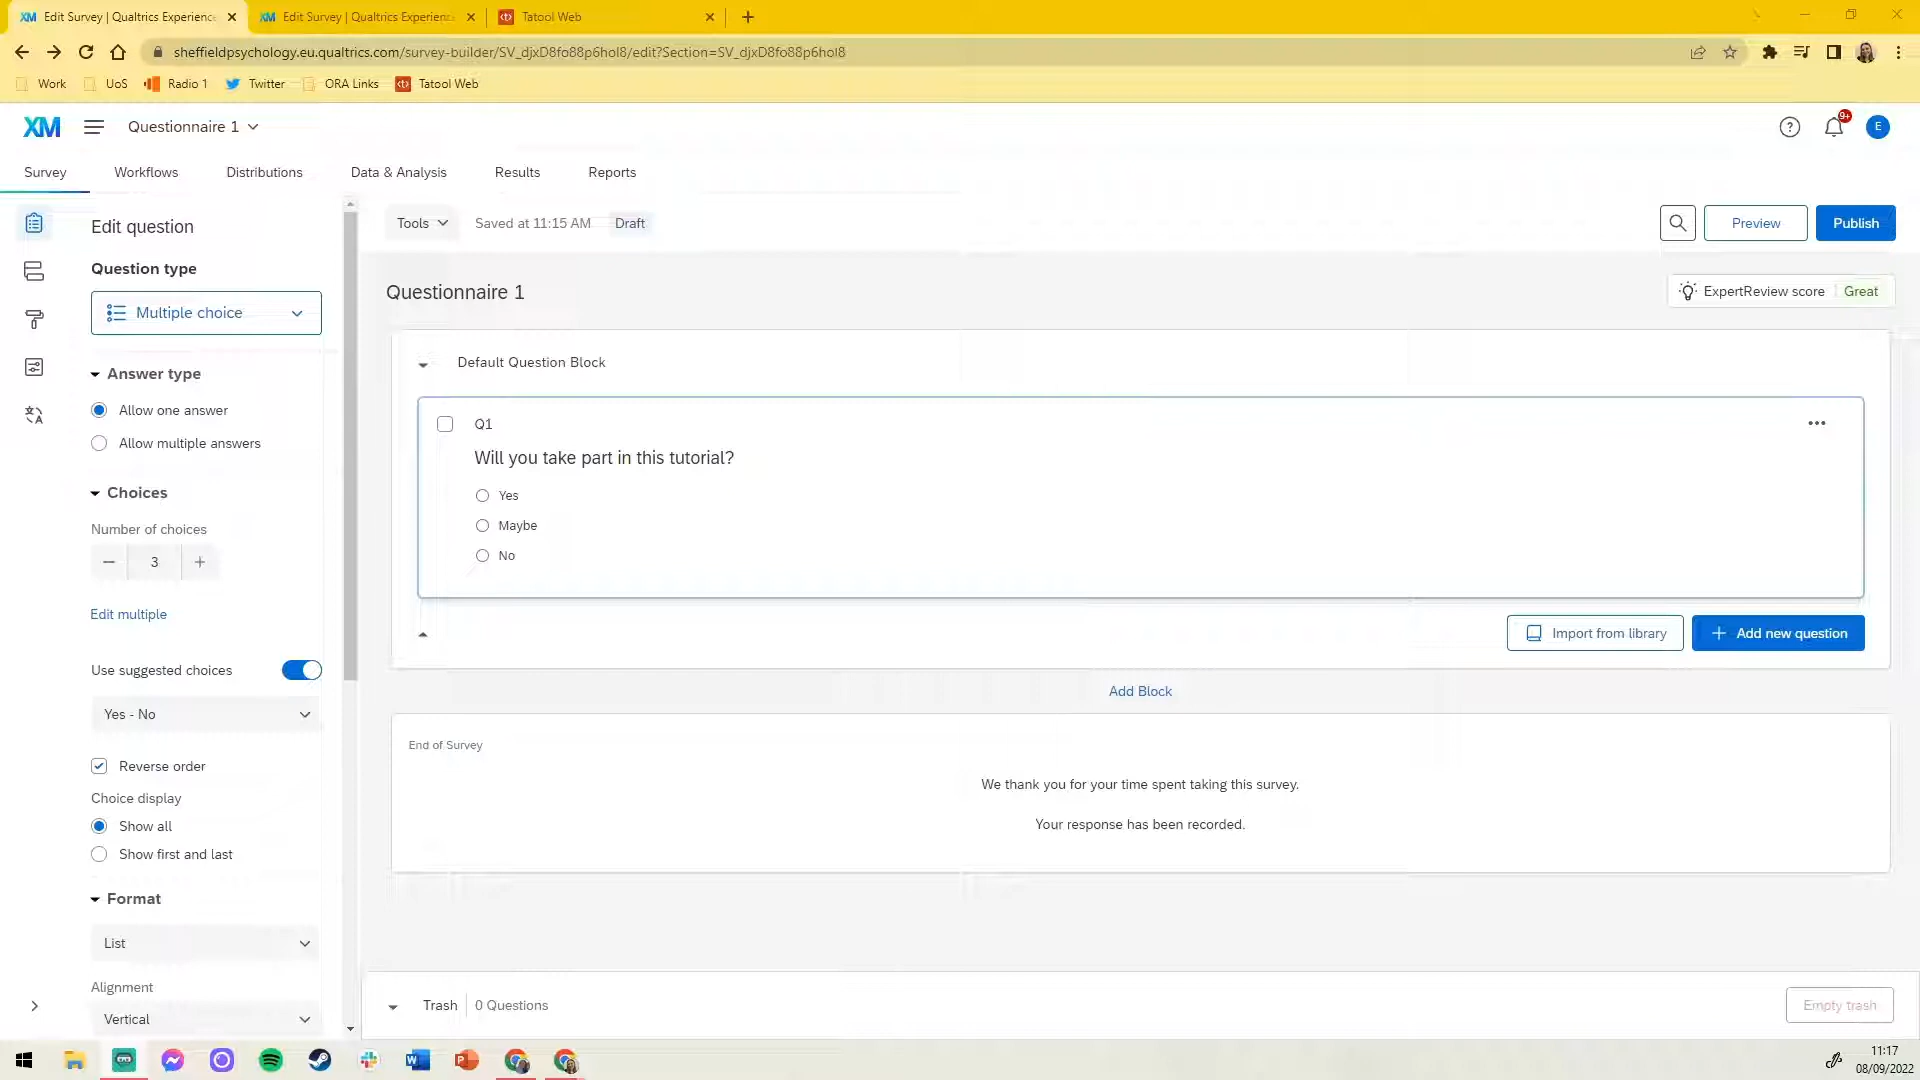 Edit Survey | Qualtrics Experience
Edit Survey | Qualtrics Experience
Tatool Web
sheffieldpsychology.eu.qualtrics.com/survey-builder/SV_djxD8fo88p6hoI8/edit?Section=SV_djxD8fo88p6hoI8
Work
UoS
Radio 1
Twitter
ORA Links
Tatool Web
XM
Questionnaire 1
9+
E
Survey
Workflows
Distributions
Data & Analysis
Results
Reports
Edit question
Question type
Multiple choice
Answer type
Allow one answer
Allow multiple answers
Choices
Number of choices
3
Edit multiple
Use suggested choices
Yes - No
Reverse order
Choice display
Show all
Show first and last
Format
List
Alignment
Vertical
Tools
Saved at 11:15 AM
Draft
Preview
Publish
Questionnaire 1
ExpertReview score
Great
Default Question Block
Q1
Will you take part in this tutorial?
Yes
Maybe
No
Import from library
Add new question
Add Block
End of Survey
We thank you for your time spent taking this survey.
Your response has been recorded.
Trash
0 Questions
Empty trash
11:17
08/09/2022